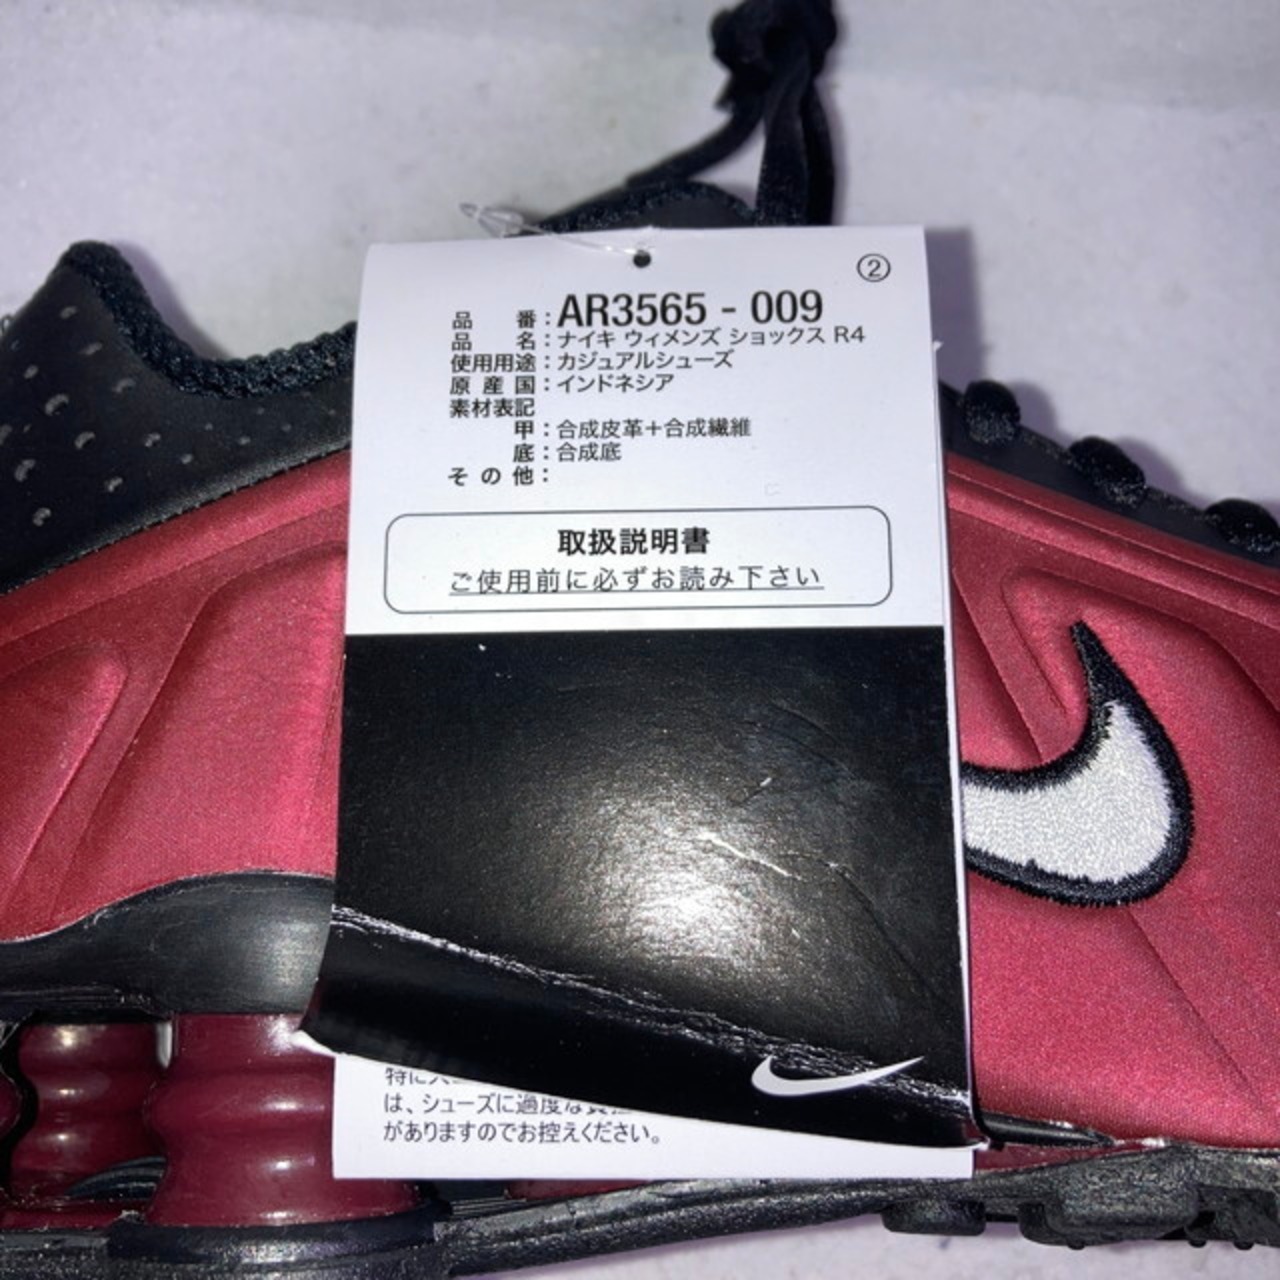 ②
品番：AR3565 - 009
品名：ナイキ ウィメンズ ショックス R4
使用用途：カジュアルシューズ
原産国：インドネシア
素材表記
甲：合成皮革＋合成繊維
底：合成底
その他：
取扱説明書
ご使用前に必ずお読み下さい
特に
は、シューズに過度な
がありますのでお控えください。